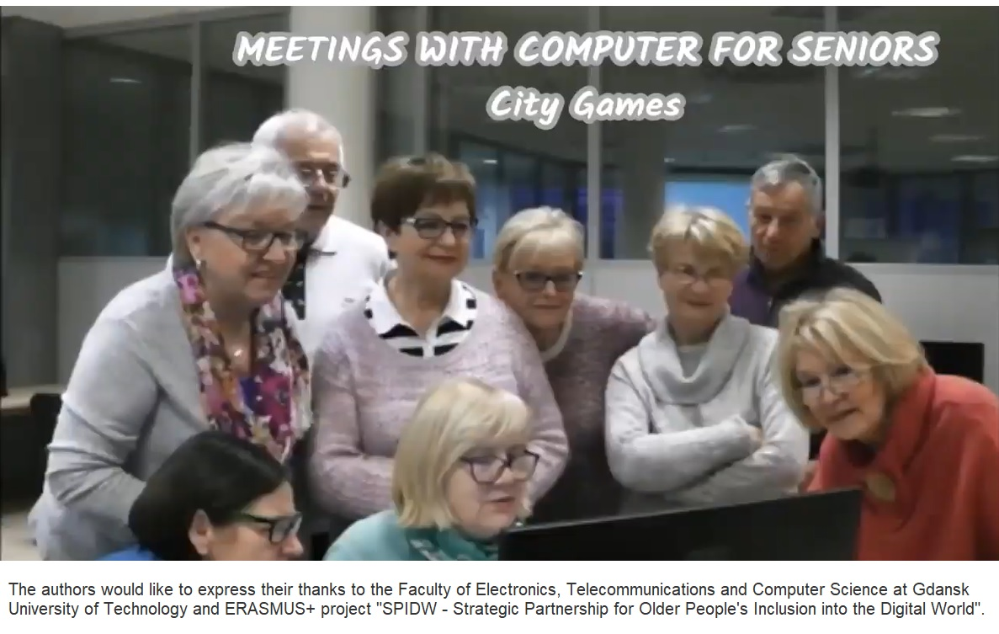 MEETINGS WITH COMPUTER FOR SENIORS
City Games
The authors would like to express their thanks to the Faculty of Electronics, Telecommunications and Computer Science at Gdansk
University of Technology and ERASMUS+ project "SPIDW - Strategic Partnership for Older People's Inclusion into the Digital World".